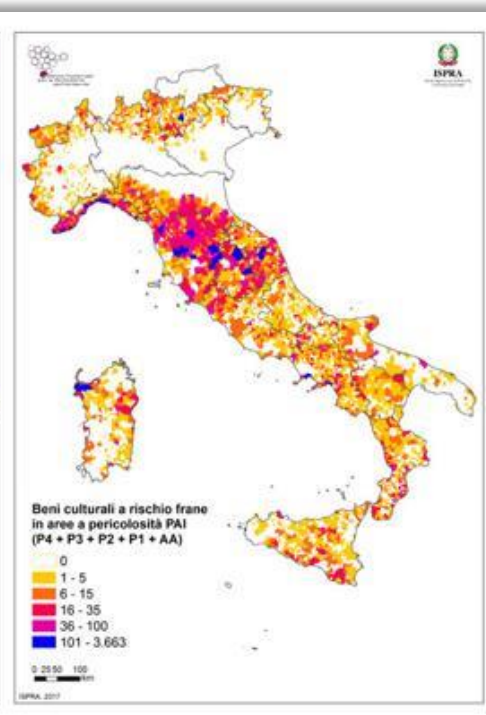 ISPRA
Beni culturali a rischio frane
in aree a pericolosità PAI
(P4 + P3 + P2 + P1 + AA)
0
1 - 5
6 - 15
16 - 35
36 - 100
101 - 3.663
0 25 50 100
Km
ISPRA, 2017